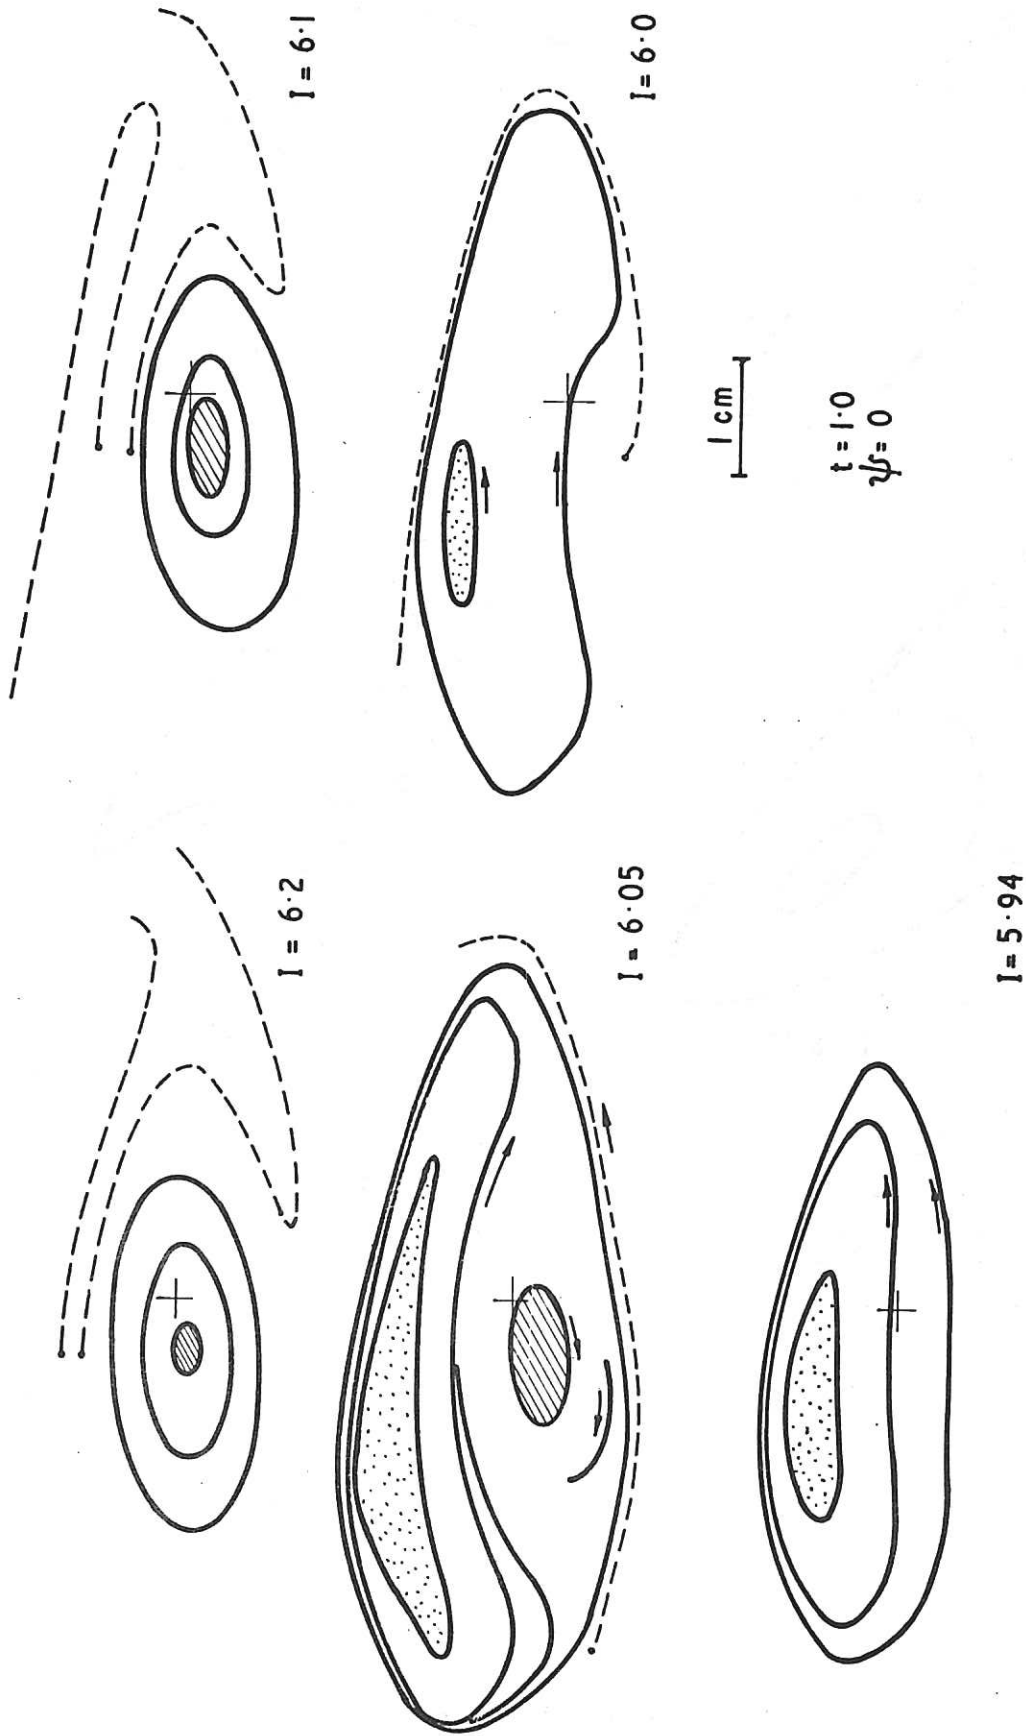 I = 6·2
I = 6·1
I = 6·05
I = 6·0
1 cm
t = 1·0
ψ = 0
I = 5·94